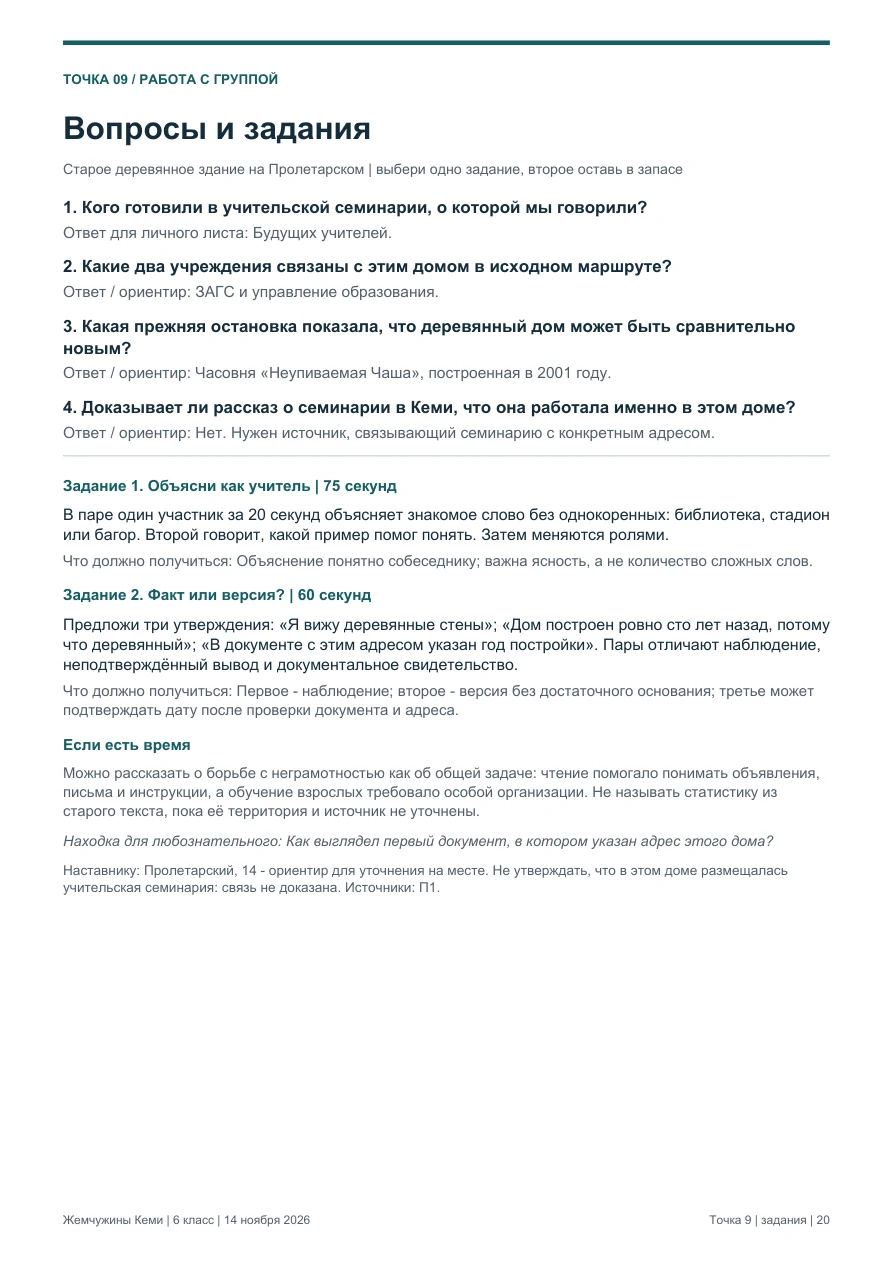 ТОЧКА 09 / РАБОТА С ГРУППОЙ
Вопросы и задания
Старое деревянное здание на Пролетарском | выбери одно задание, второе оставь в запасе
1. Кого готовили в учительской семинарии, о которой мы говорили?
Ответ для личного листа: Будущих учителей.
2. Какие два учреждения связаны с этим домом в исходном маршруте?
Ответ / ориентир: ЗАГС и управление образования.
3. Какая прежняя остановка показала, что деревянный дом может быть сравнительно
новым?
Ответ / ориентир: Часовня «Неупиваемая Чаша», построенная в 2001 году.
4. Доказывает ли рассказ о семинарии в Кеми, что она работала именно в этом доме?
Ответ / ориентир: Нет. Нужен источник, связывающий семинарию с конкретным адресом.
Задание 1. Объясни как учитель | 75 секунд
В паре один участник за 20 секунд объясняет знакомое слово без однокоренных: библиотека, стадион
или багор. Второй говорит, какой пример помог понять. Затем меняются ролями.
Что должно получиться: Объяснение понятно собеседнику; важна ясность, а не количество сложных слов.
Задание 2. Факт или версия? | 60 секунд
Предложи три утверждения: «Я вижу деревянные стены»; «Дом построен ровно сто лет назад, потому
что деревянный»; «В документе с этим адресом указан год постройки». Пары отличают наблюдение,
неподтверждённый вывод и документальное свидетельство.
Что должно получиться: Первое - наблюдение; второе - версия без достаточного основания; третье может
подтверждать дату после проверки документа и адреса.
Если есть время
Можно рассказать о борьбе с неграмотностью как об общей задаче: чтение помогало понимать объявления,
письма и инструкции, а обучение взрослых требовало особой организации. Не называть статистику из
старого текста, пока её территория и источник не уточнены.
Находка для любознательного: Как выглядел первый документ, в котором указан адрес этого дома?
Наставнику: Пролетарский, 14 - ориентир для уточнения на месте. Не утверждать, что в этом доме размещалась
учительская семинария: связь не доказана. Источники: П1.
Жемчужины Кеми | 6 класс | 14 ноября 2026
Точка 9 | задания | 20